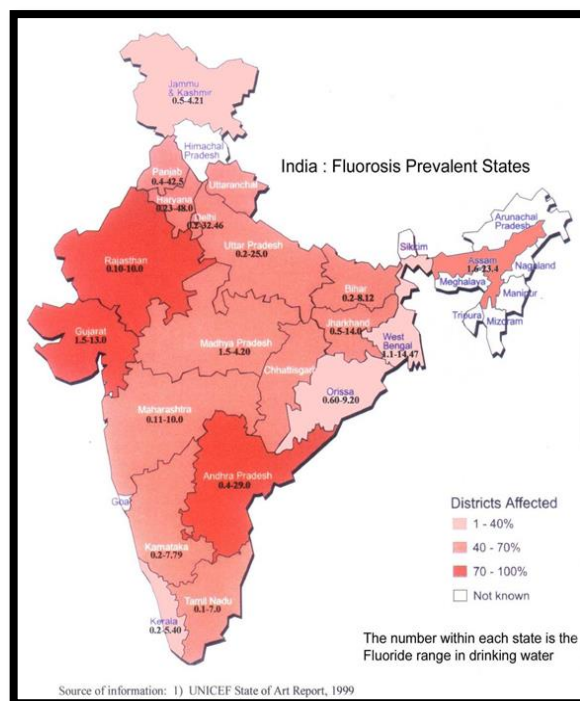 Jammu
& Kashmir
0.5-4.21
Himachal
Pradesh
India : Fluorosis Prevalent States
Panjab
0.4-42.5
Uttaranchal
Haryana
0.23-48.0
Delhi
0.2-32.46
Arunachal
Pradesh
Rajasthan
0.10-10.0
Uttar Pradesh
0.2-25.0
Sikkim
Assam
1.6-23.4
Nagaland
Meghalaya
Manipur
Bihar
0.2-8.12
Tripura
Mizoram
Gujarat
1.5-13.0
Jharkhand
0.5-14.0
West
Bengal
1.1-14.47
Madhya Pradesh
1.5-4.20
Chhattisgarh
Orissa
0.60-9.20
Maharashtra
0.11-10.0
Andhra Pradesh
0.4-29.0
Goa
Karnataka
0.2-7.79
Tamil Nadu
0.1-7.0
Kerala
0.2-5.40
Districts Affected
1 - 40%
40 - 70%
70 - 100%
Not known
The number within each state is the
Fluoride range in drinking water
Source of information: 1) UNICEF State of Art Report, 1999